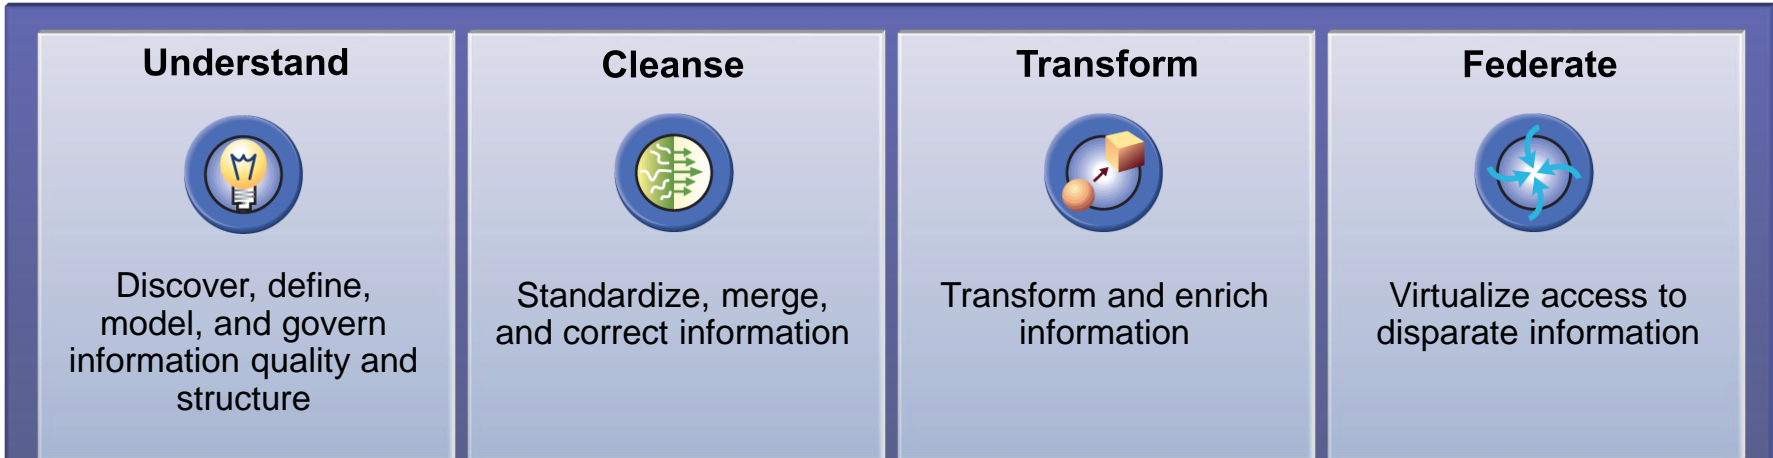 Understand
Discover, define,
model, and govern
information quality and
structure
Cleanse
Standardize, merge,
and correct information
Transform
Transform and enrich
information
Federate
Virtualize access to
disparate information